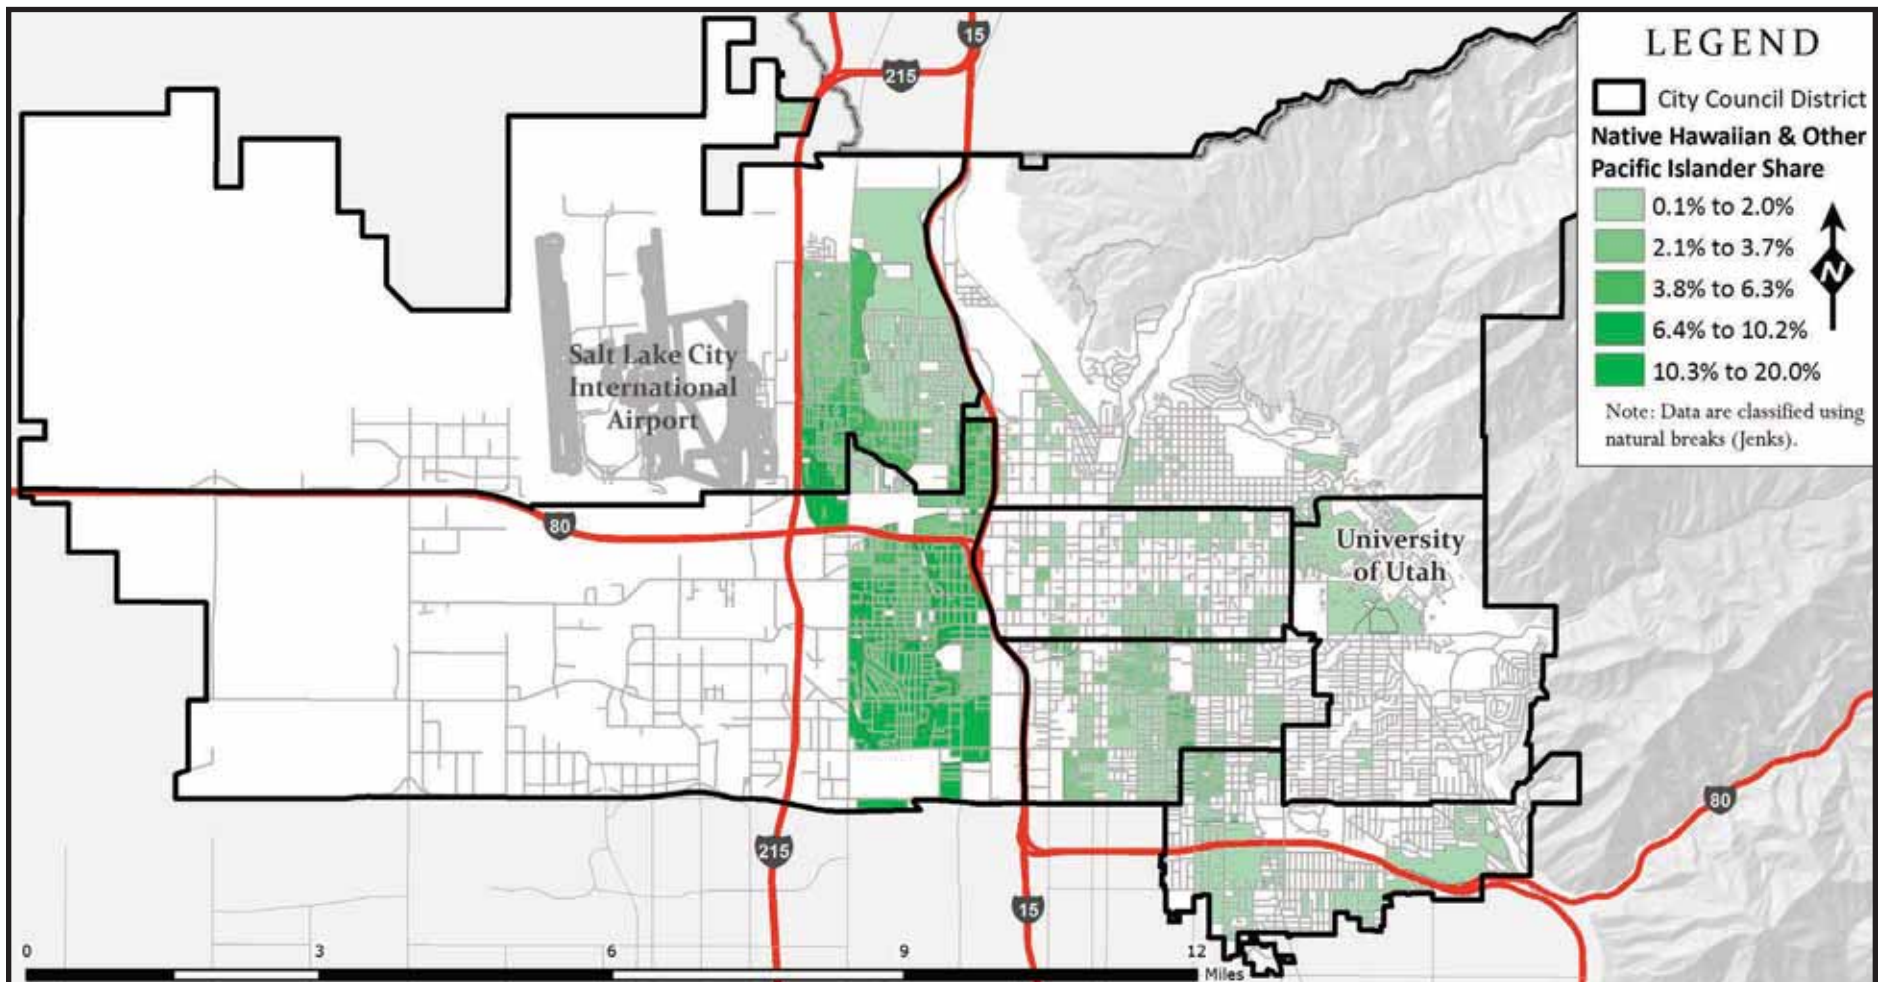 LEGEND
City Council District
Native Hawaiian & Other
Pacific Islander Share
0.1% to 2.0%
2.1% to 3.7%
3.8% to 6.3%
6.4% to 10.2%
10.3% to 20.0%
N
Note: Data are classified using
natural breaks (Jenks).
15
215
Salt Lake City
International
Airport
80
University
of Utah
80
215
15
0 3 6 9 12
Miles